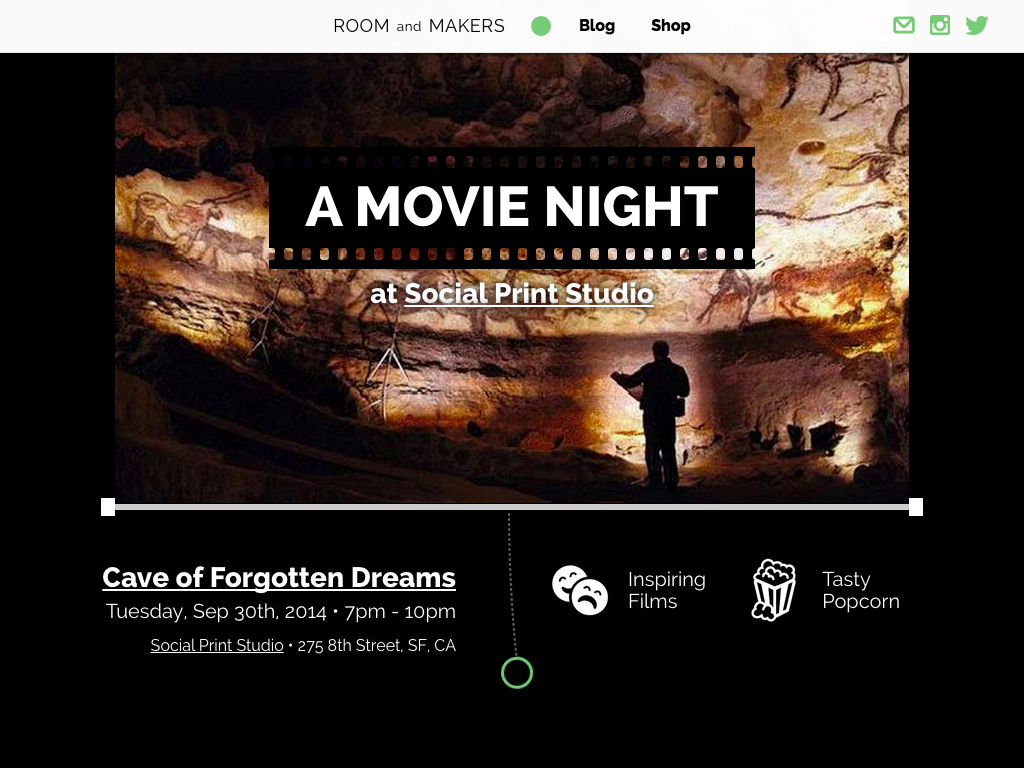 ROOM and MAKERS
Blog
Shop
A MOVIE NIGHT
at Social Print Studio
Cave of Forgotten Dreams
Tuesday, Sep 30th, 2014 • 7pm - 10pm
Social Print Studio • 275 8th Street, SF, CA
Inspiring
Films
Tasty
Popcorn